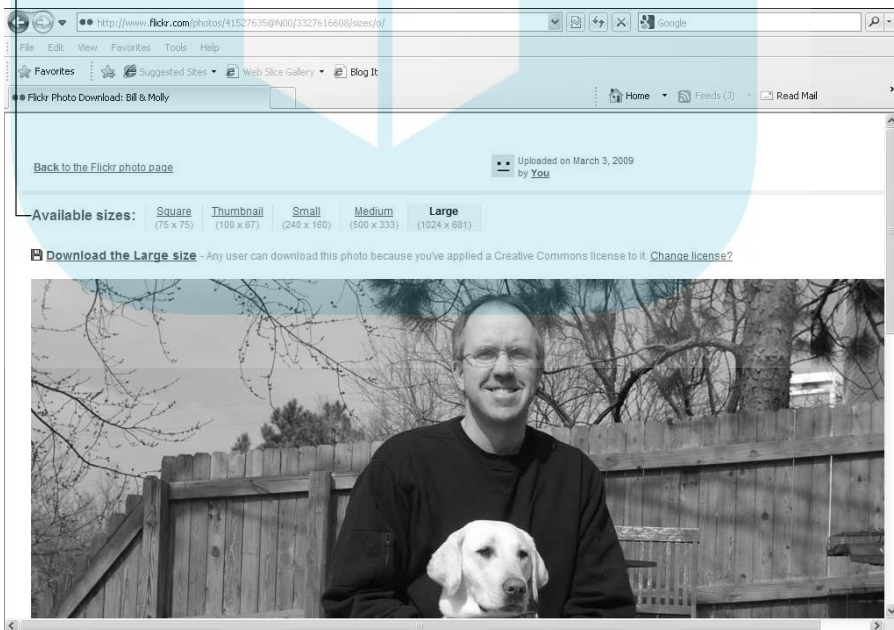 http://www.flickr.com/photos/41527635@N00/3327616608/sizes/o/
Google
File Edit View Favorites Tools Help
Favorites Suggested Sites Web Slice Gallery Blog It
Flickr Photo Download: Bill & Molly
Home Feeds (J) Read Mail
Back to the Flickr photo page
Uploaded on March 3, 2009
by You
Available sizes: Square Thumbnail Small Medium Large
(75 x 75) (100 x 67) (240 x 160) (500 x 333) (1024 x 681)
Download the Large size - Any user can download this photo because you've applied a Creative Commons license to it. Change license?